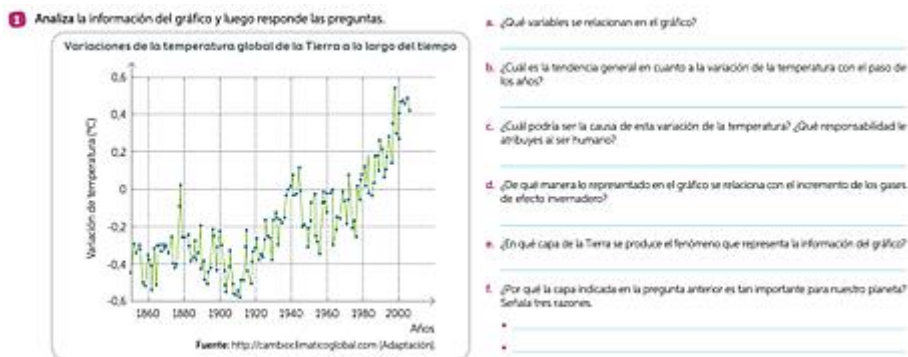 1 Analiza la información del gráfico y luego responde las preguntas.
Variaciones de la temperatura global de la Tierra a lo largo del tiempo
Variación de temperatura (°C)
0,6
0,4
0,2
0
-0,2
-0,4
-0,6
1860 1880 1900 1920 1940 1960 1980 2000
Años
Fuente: http://cambioclimaticoglobal.com (Adaptación).
a. ¿Qué variables se relacionan en el gráfico?
b. ¿Cuál es la tendencia general en cuanto a la variación de la temperatura con el paso de
los años?
c. ¿Cuál podría ser la causa de esta variación de la temperatura? ¿Qué responsabilidad le
atribuyes al ser humano?
d. ¿De qué manera lo representado en el gráfico se relaciona con el incremento de los gases
de efecto invernadero?
e. ¿En qué capa de la Tierra se produce el fenómeno que representa la información del gráfico?
f. ¿Por qué la capa indicada en la pregunta anterior es tan importante para nuestro planeta?
Señala tres razones.